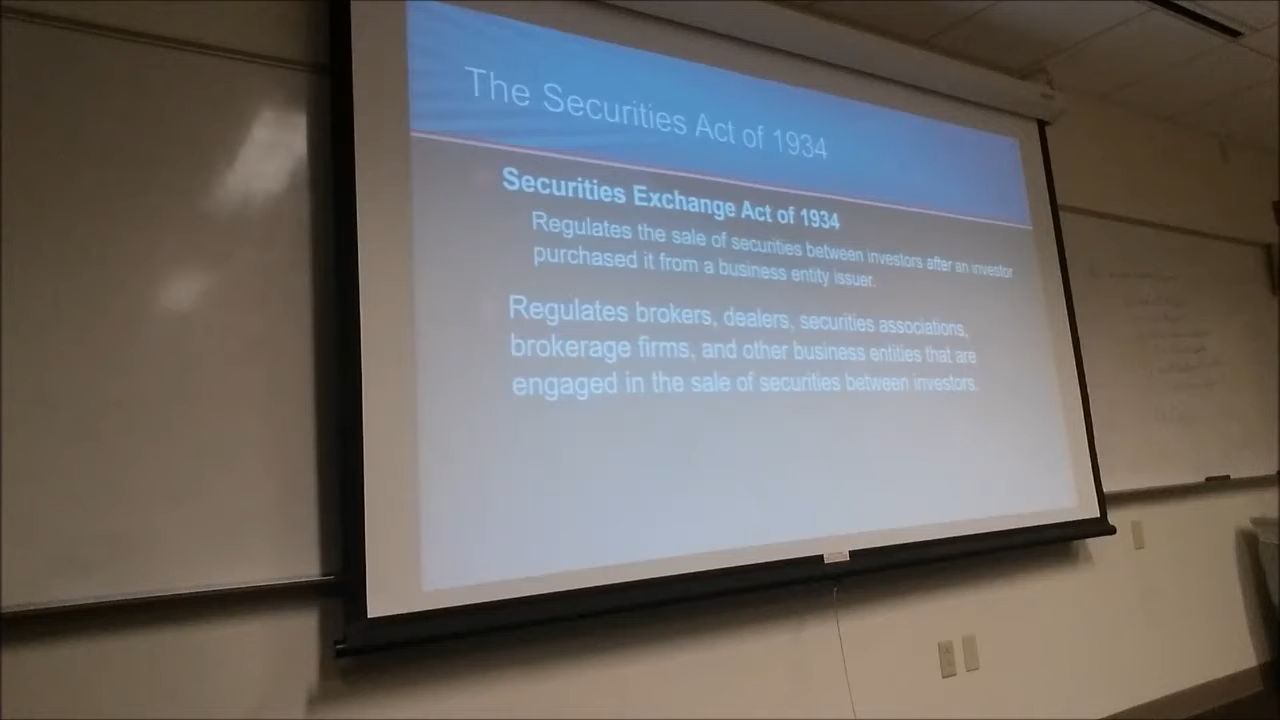 The Securities Act of 1934
Securities Exchange Act of 1934
Regulates the sale of securities between investors after an investor
purchased it from a business entity issuer.
Regulates brokers, dealers, securities associations,
brokerage firms, and other business entities that are
engaged in the sale of securities between investors.